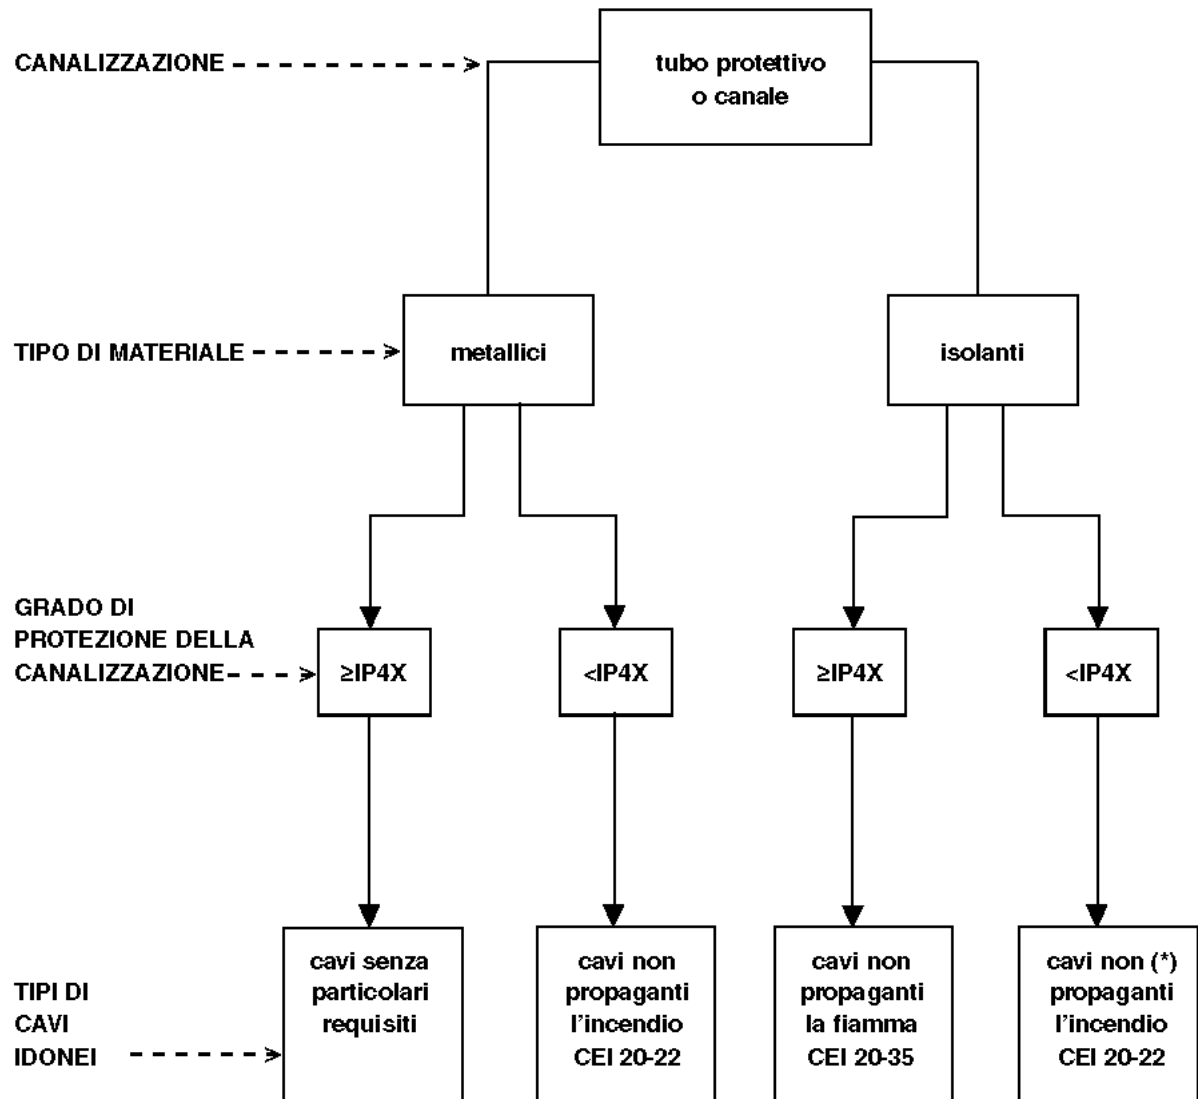 CANALIZZAZIONE
tubo protettivo
o canale
TIPO DI MATERIALE
metallici
isolanti
GRADO DI
PROTEZIONE DELLA
CANALIZZAZIONE
≥IP4X
<IP4X
≥IP4X
<IP4X
TIPI DI
CAVI
IDONEI
cavi senza
particolari
requisiti
cavi non
propaganti
l'incendio
CEI 20-22
cavi non
propaganti
la fiamma
CEI 20-35
cavi non (*)
propaganti
l'incendio
CEI 20-22